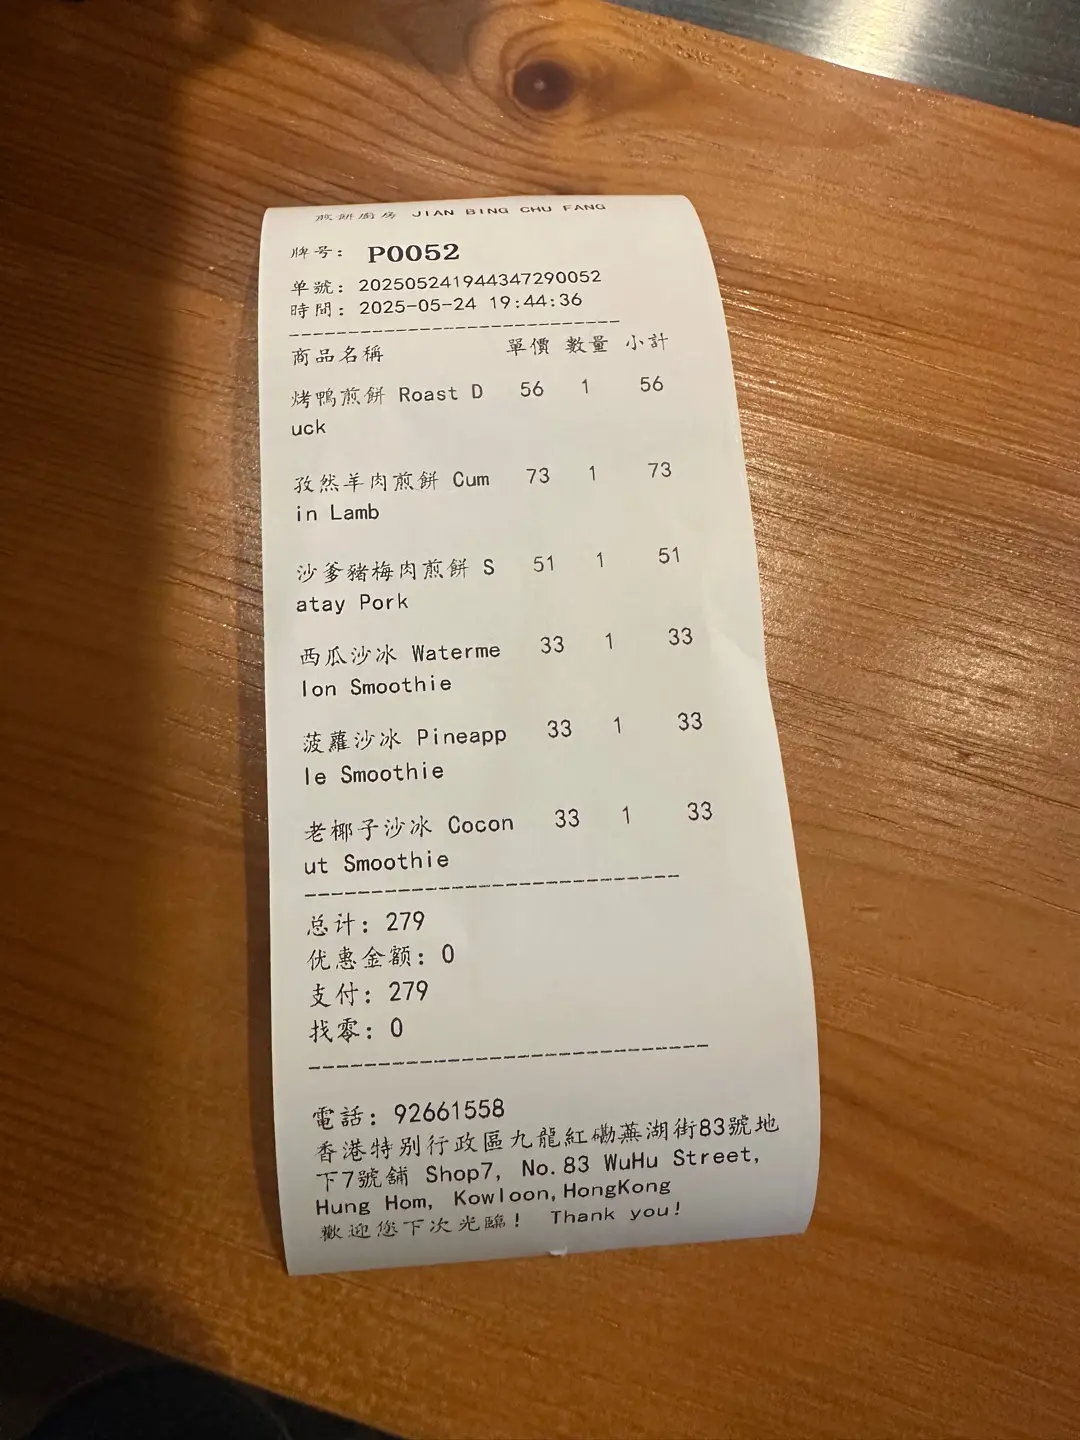 煎餅廚房 JIAN BING CHU FANG
牌号: P0052
单號: 202505241944347290052
時間: 2025-05-24 19:44:36
商品名稱 單價 數量 小計
烤鴨煎餅 Roast D 56 1 56
uck
孜然羊肉煎餅 Cum 73 1 73
in Lamb
沙爹豬梅肉煎餅 S 51 1 51
atay Pork
西瓜沙冰 Waterme 33 1 33
lon Smoothie
菠蘿沙冰 Pineapp 33 1 33
le Smoothie
老椰子沙冰 Cocon 33 1 33
ut Smoothie
总计: 279
优惠金额: 0
支付: 279
找零: 0
電話: 92661558
香港特别行政區九龍紅磡蕪湖街83號地
下7號舖 Shop7, No.83 WuHu Street,
Hung Hom, Kowloon,HongKong
歡迎您下次光臨! Thank you!